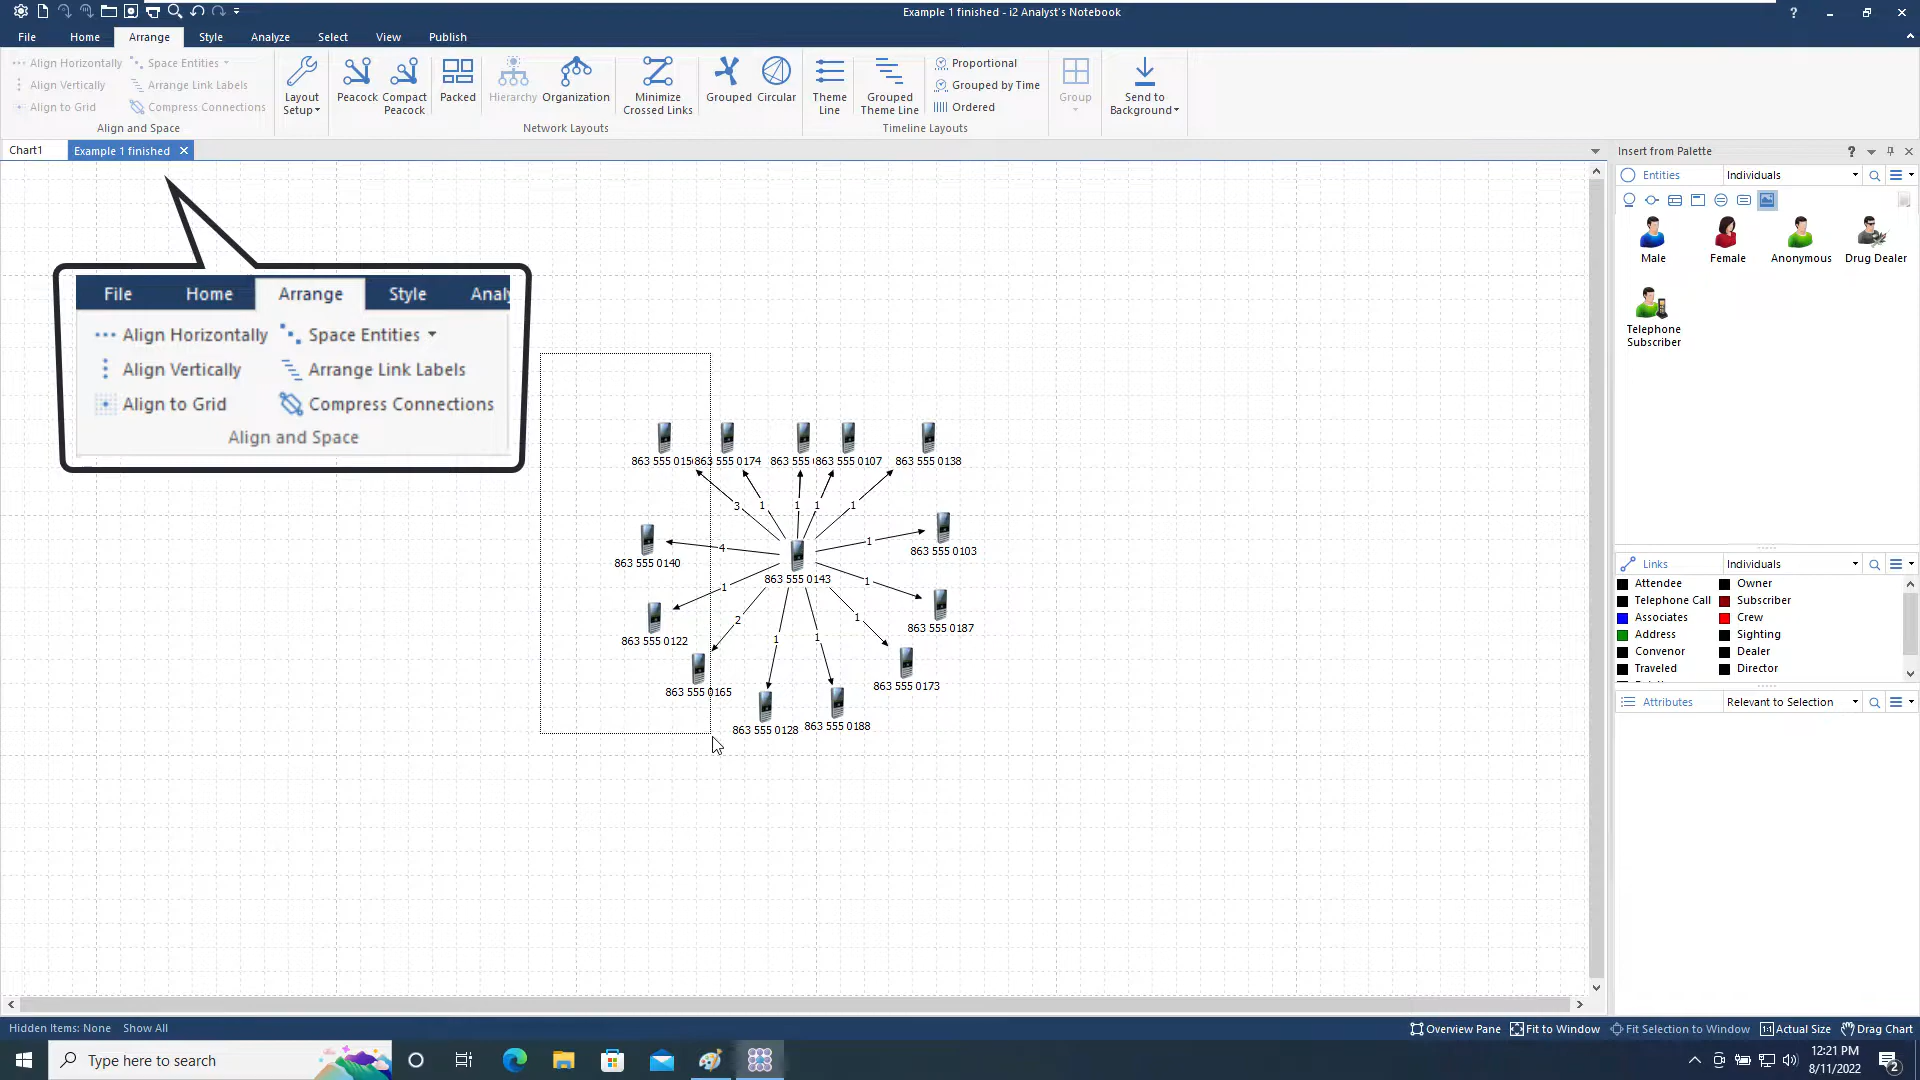 Example 1 finished - i2 Analyst's Notebook
?
File Home Arrange Style Analyze Select View Publish
Align Horizontally
Space Entities
Align Vertically
Arrange Link Labels
Align to Grid
Compress Connections
Align and Space
Layout
Setup
Peacock
Compact
Peacock
Packed
Hierarchy
Organization
Minimize
Crossed Links
Grouped
Circular
Network Layouts
Theme
Line
Grouped
Theme Line
Proportional
Grouped by Time
Ordered
Timeline Layouts
Group
Send to
Background
Chart1
Example 1 finished
File Home Arrange Style
Align Horizontally
Space Entities
Align Vertically
Arrange Link Labels
Align to Grid
Compress Connections
Align and Space
863 555 0174
863 555
0107
863 555 0138
3
1
1
1
1
863 555 0140
4
1
863 555 0103
863 555 0143
1
1
863 555 0122
2
1
863 555 0187
1
1
863 555 0165
863 555 0173
863 555 0128
863 555 0188
Insert from Palette
?
Entities
Individuals
Male
Female
Anonymous
Drug Dealer
Telephone
Subscriber
Links
Individuals
Attendee
Owner
Telephone Call
Subscriber
Associates
Crew
Address
Sighting
Convenor
Dealer
Traveled
Director
Attributes
Relevant to Selection
Hidden Items: None
Show All
Overview Pane
Fit to Window
Fit Selection to Window
1:1 Actual Size
Drag Chart
Type here to search
12:21 PM
8/11/2022
2